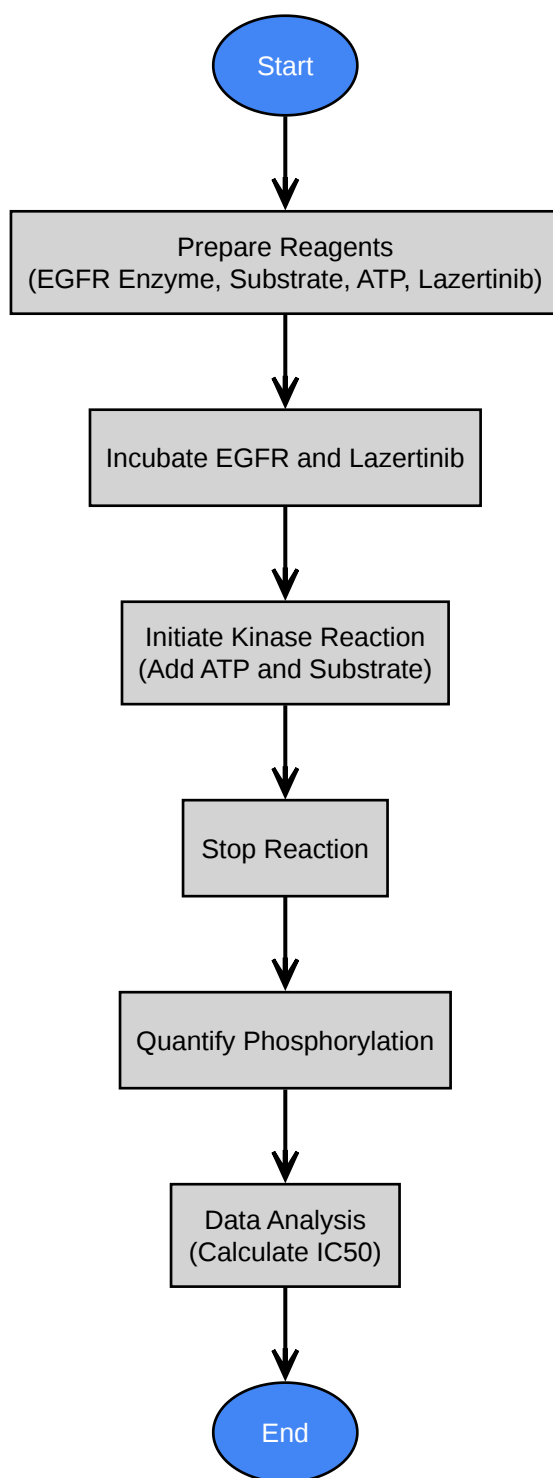 Start
Prepare Reagents
(EGFR Enzyme, Substrate, ATP, Lazertinib)
Incubate EGFR and Lazertinib
Initiate Kinase Reaction
(Add ATP and Substrate)
Stop Reaction
Quantify Phosphorylation
Data Analysis
(Calculate IC50)
End